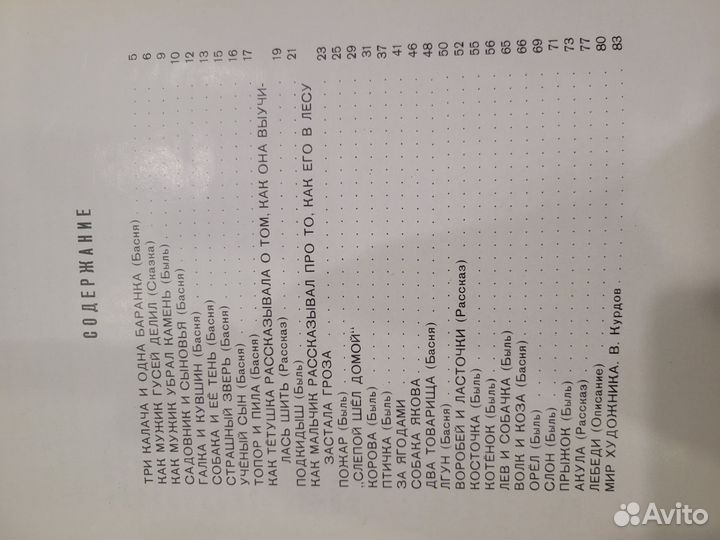 СОДЕРЖАНИЕ
ТРИ КАЛАЧА И ОДНА БАРАНКА (Басня) . . . 5
КАК МУЖИК ГУСЕЙ ДЕЛИЛ (Сказка) . . . 6
КАК МУЖИК УБРАЛ КАМЕНЬ (Быль) . . . 9
САДОВНИК И СЫНОВЬЯ (Басня) . . . 10
ГАЛКА И КУВШИН (Басня) . . . 12
СОБАКА И ЕЁ ТЕНЬ (Басня) . . . 13
СТРАШНЫЙ ЗВЕРЬ (Басня) . . . 15
УЧЁНЫЙ СЫН (Басня) . . . 16
ТОПОР И ПИЛА (Басня) . . . 17
КАК ТЁТУШКА РАССКАЗЫВАЛА О ТОМ, КАК ОНА ВЫУЧИ-
ЛАСЬ ШИТЬ (Рассказ) . . . 19
ПОДКИДЫШ (Быль) . . . 21
КАК МАЛЬЧИК РАССКАЗЫВАЛ ПРО ТО, КАК ЕГО В ЛЕСУ
ЗАСТАЛА ГРОЗА . . . 23
ПОЖАР (Быль) . . . 25
„СЛЕПОЙ ШЁЛ ДОМОЙ“ . . . 29
КОРОВА (Быль) . . . 31
ПТИЧКА (Быль) . . . 37
ЗА ЯГОДАМИ . . . 41
СОБАКА ЯКОВА . . . 46
ДВА ТОВАРИЩА (Басня) . . . 48
ЛГУН (Басня) . . . 50
ВОРОБЕЙ И ЛАСТОЧКИ (Рассказ) . . . 52
КОСТОЧКА (Быль) . . . 55
КОТЁНОК (Быль) . . . 56
ЛЕВ И СОБАЧКА (Быль) . . . 65
ВОЛК И КОЗА (Басня) . . . 66
ОРЁЛ (Быль) . . . 69
СЛОН (Быль) . . . 71
ПРЫЖОК (Быль) . . . 73
АКУЛА (Рассказ) . . . 77
ЛЕБЕДИ (Описание) . . . 80
МИР ХУДОЖНИКА. В. Курдов . . . 83
Avito